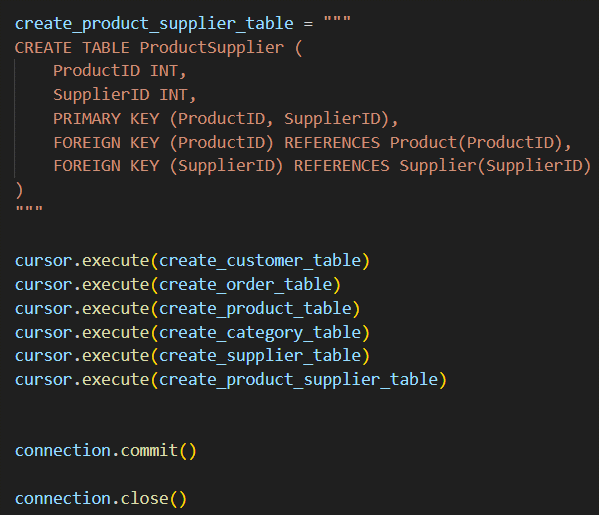 create_product_supplier_table = """
CREATE TABLE ProductSupplier (
    ProductID INT,
    SupplierID INT,
    PRIMARY KEY (ProductID, SupplierID),
    FOREIGN KEY (ProductID) REFERENCES Product(ProductID),
    FOREIGN KEY (SupplierID) REFERENCES Supplier(SupplierID)
)
"""
cursor.execute(create_customer_table)
cursor.execute(create_order_table)
cursor.execute(create_product_table)
cursor.execute(create_category_table)
cursor.execute(create_supplier_table)
cursor.execute(create_product_supplier_table)
connection.commit()
connection.close()